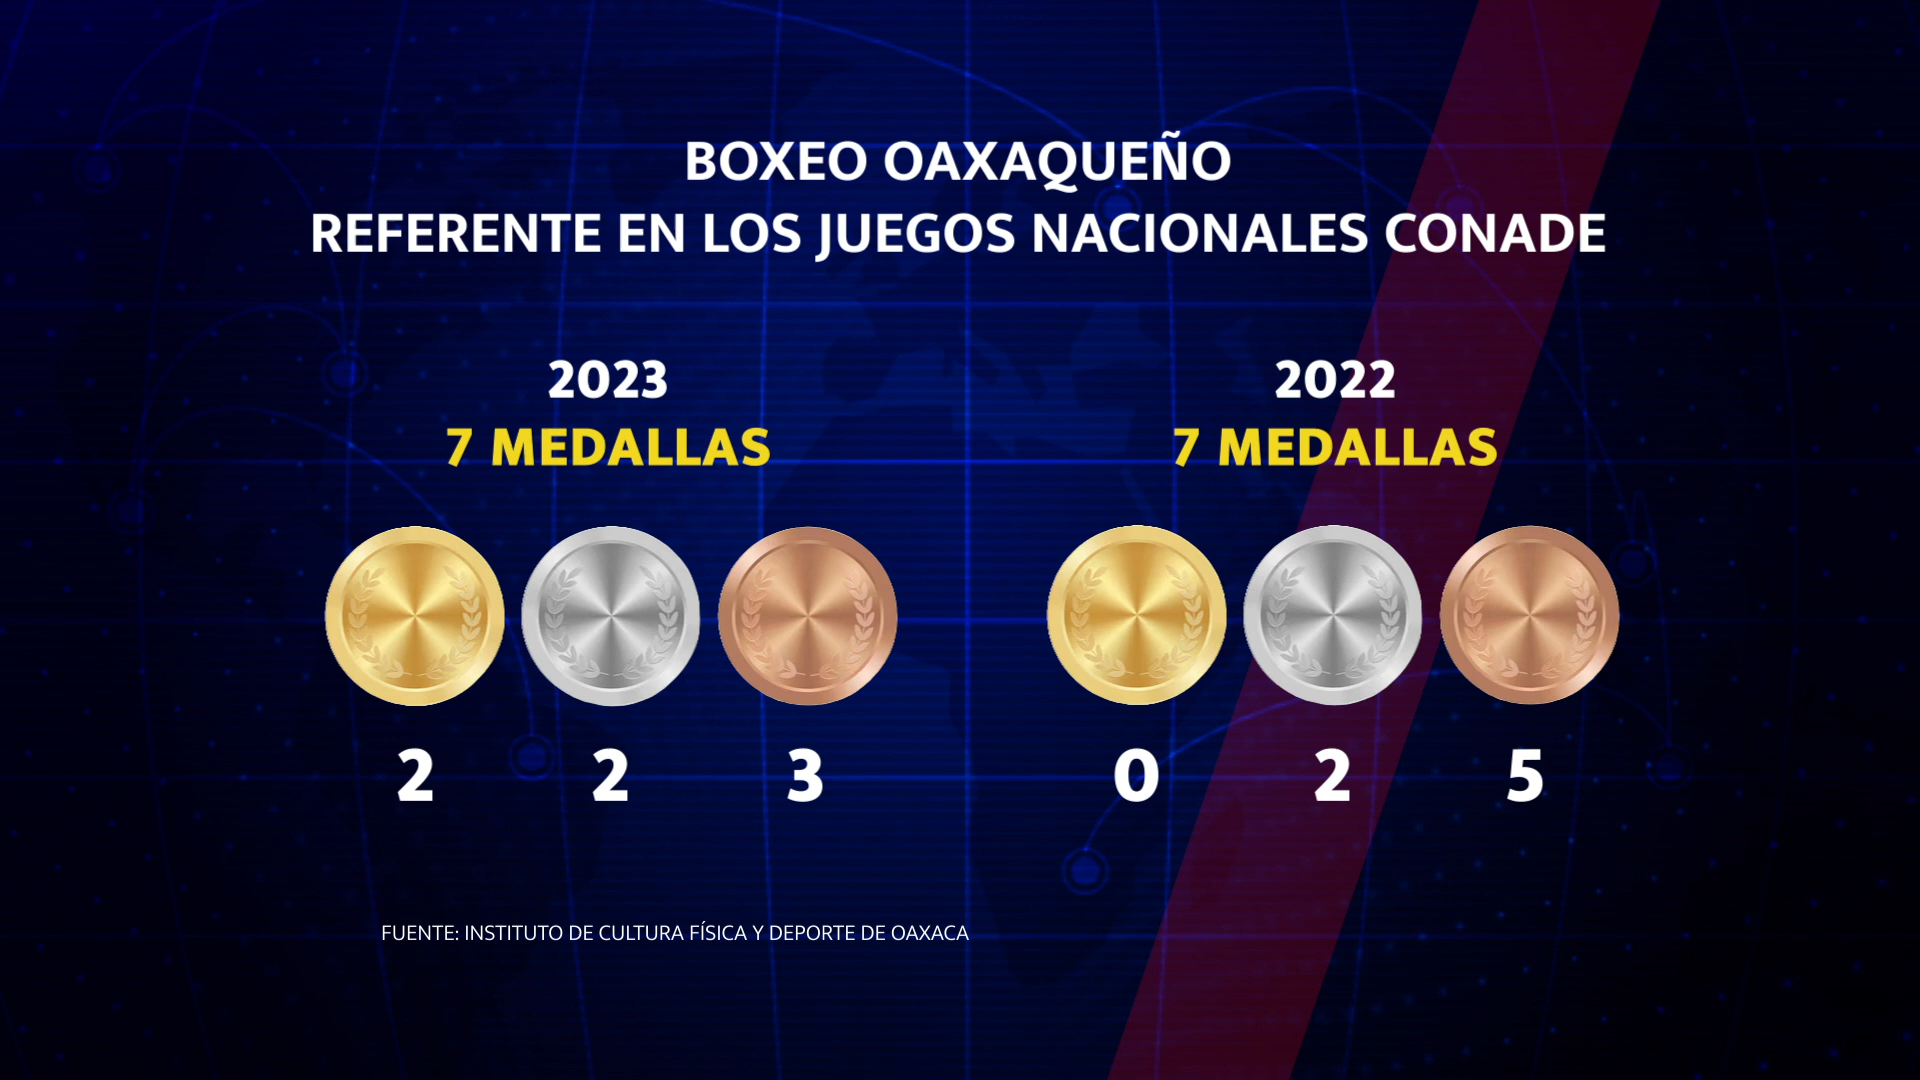 BOXEO OAXAQUEÑO
REFERENTE EN LOS JUEGOS NACIONALES CONADE
2023
7 MEDALLAS
2 2 3
2022
7 MEDALLAS
0 2 5
FUENTE: INSTITUTO DE CULTURA FÍSICA Y DEPORTE DE OAXACA